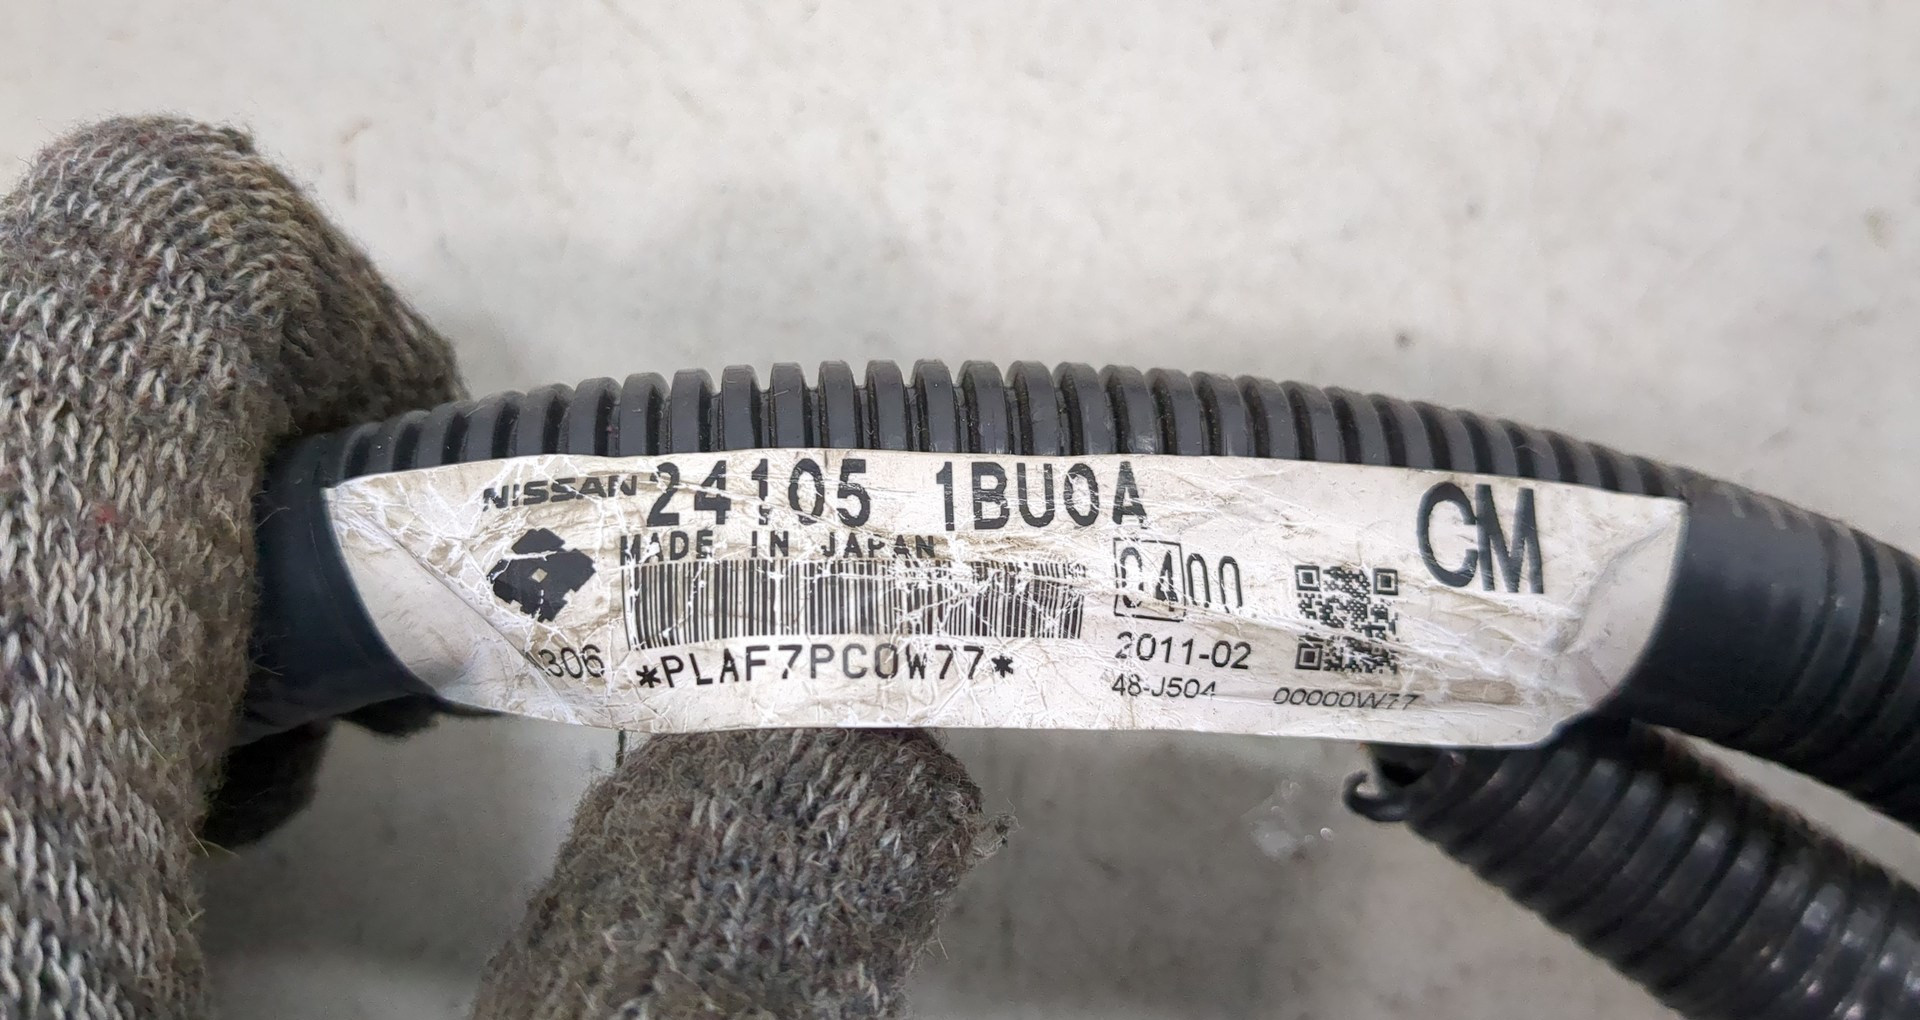 NISSAN 24105 1BU0A CM
MADE IN JAPAN
0400
2011-02
306 *PLAF7PC0W77*
48-J504 00000W77